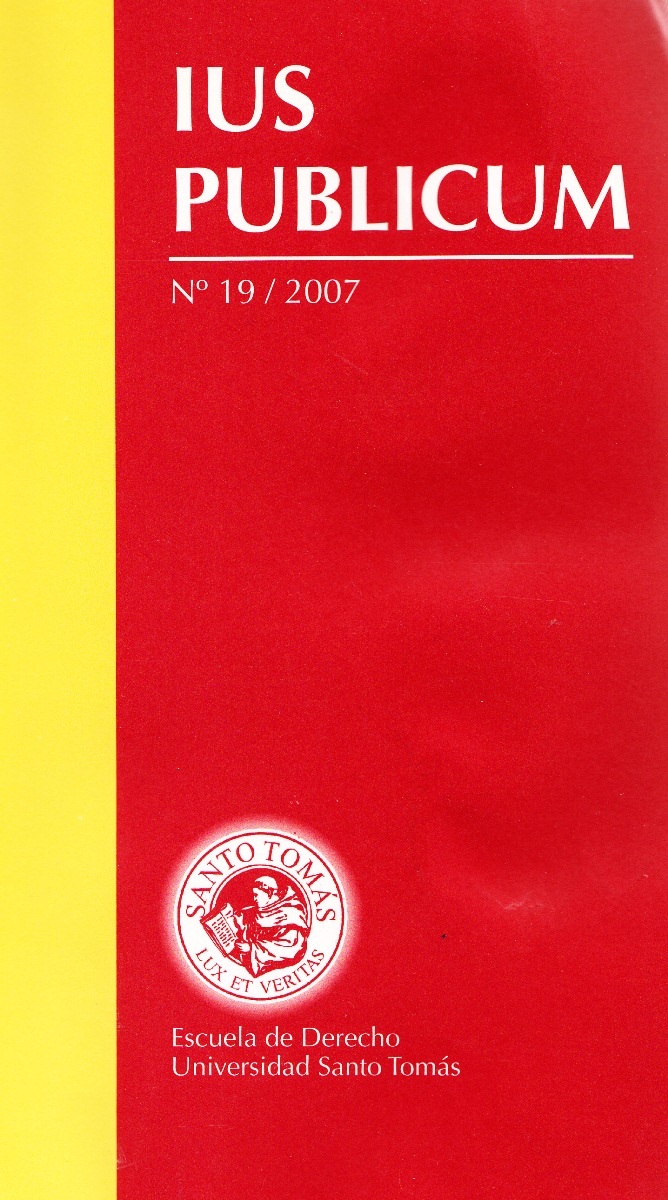 IUS
PUBLICUM
Nº 19 / 2007
SANTO TOMAS
LUX ET VERITAS
Escuela de Derecho
Universidad Santo Tomás